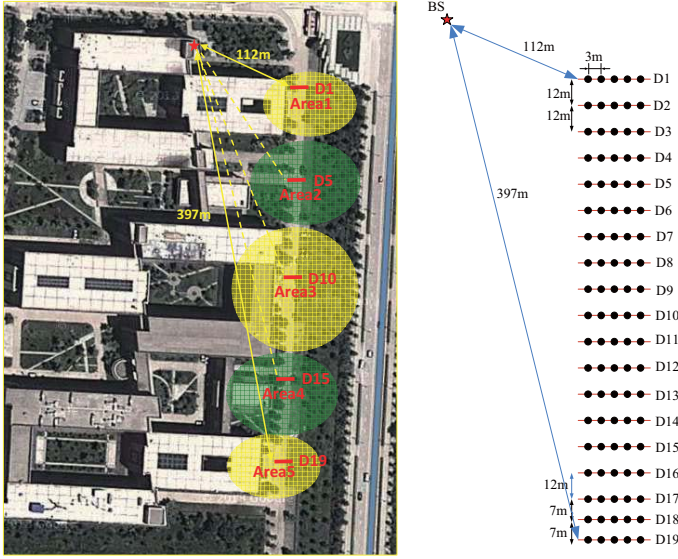 112m
D1
Area1
D5
Area2
397m
D10
Area3
D15
Area4
D19
Area5
BS
112m
3m
D1
12m
D2
12m
D3
D4
D5
397m
D6
D7
D8
D9
D10
D11
D12
D13
D14
D15
D16
12m
D17
7m
D18
7m
D19